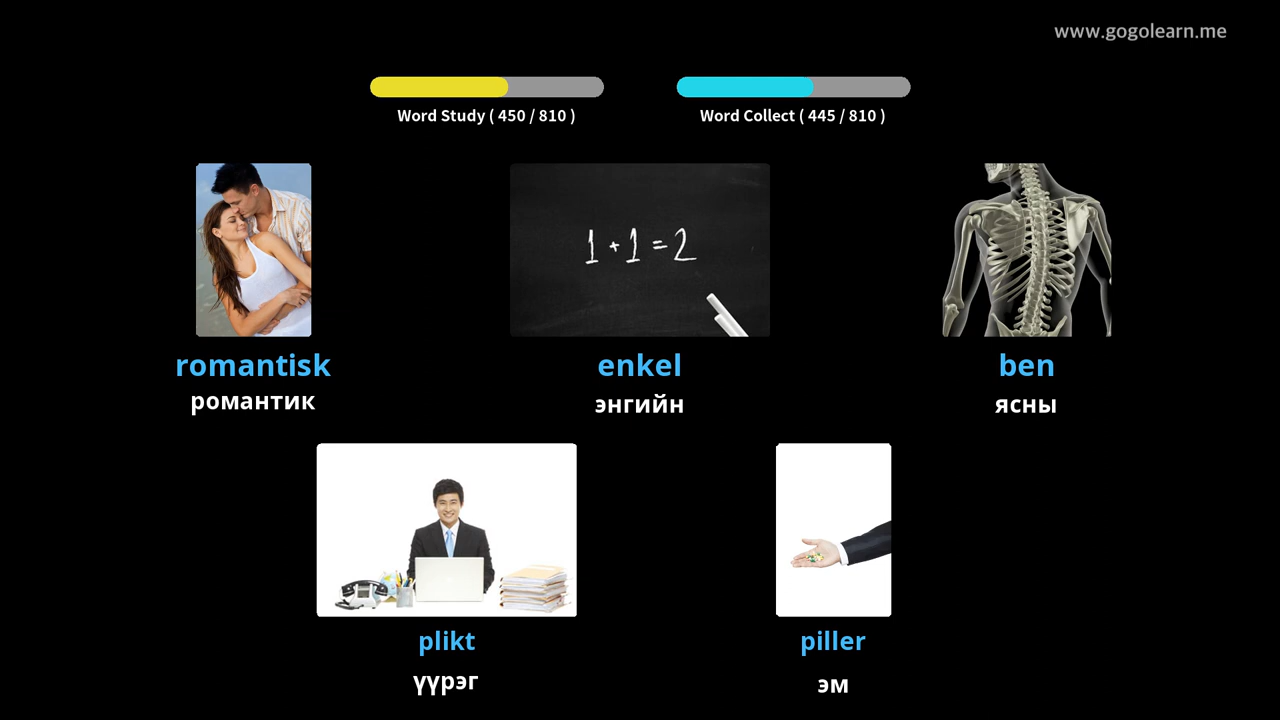 www.gogolearn.me
Word Study ( 450 / 810 )
Word Collect ( 445 / 810 )
1 + 1 = 2
romantisk
enkel
ben
романтик
энгийн
ясны
plikt
piller
үүрэг
эм